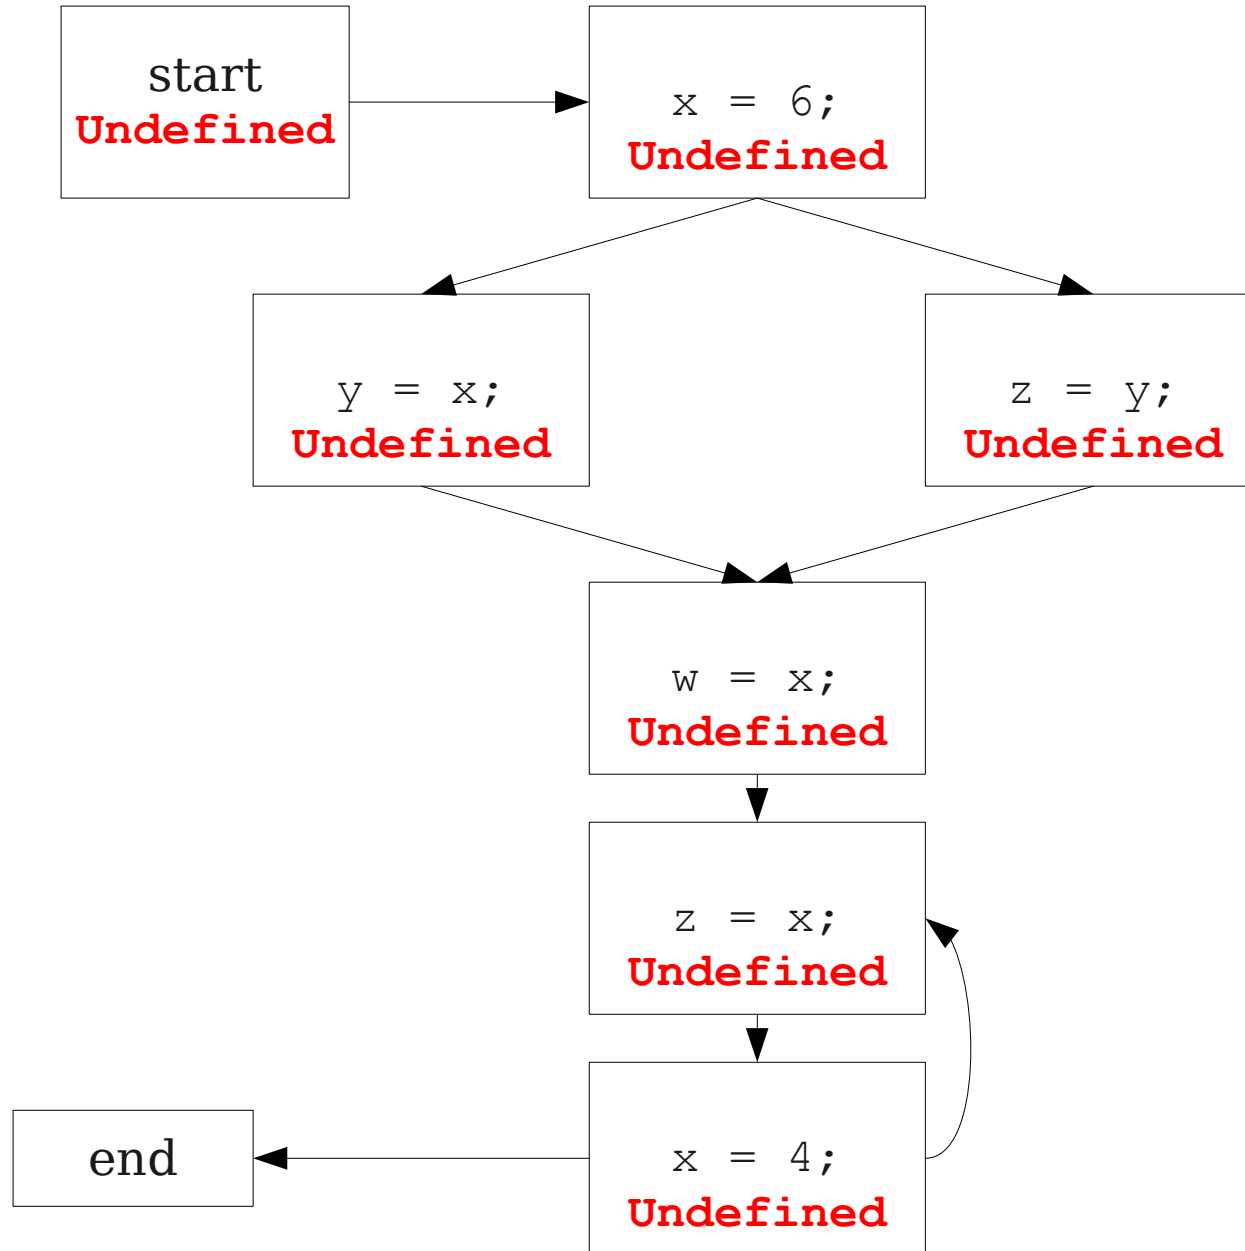 start
Undefined
x = 6;
Undefined
y = x;
Undefined
z = y;
Undefined
w = x;
Undefined
z = x;
Undefined
end
x = 4;
Undefined